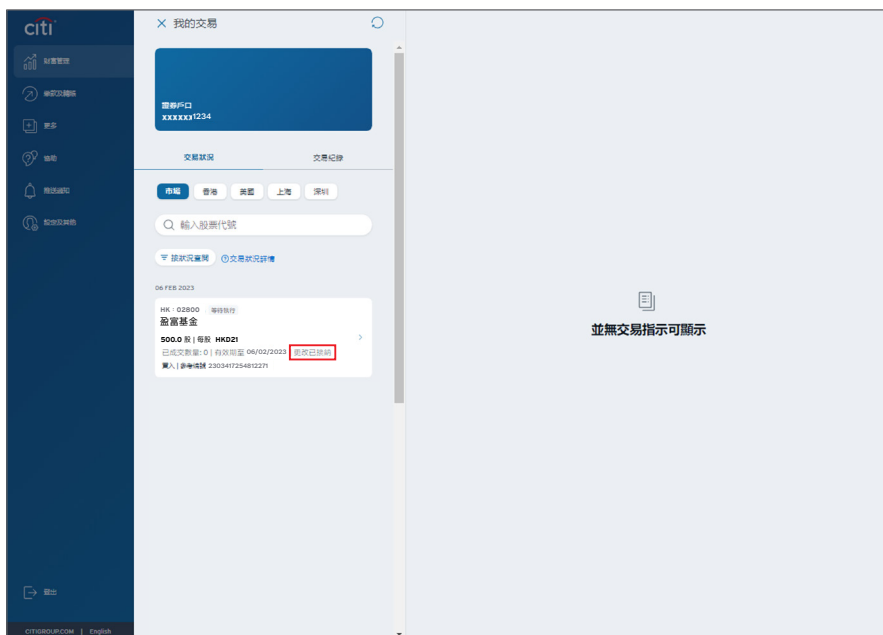 citi
財富管理
繳款及轉賬
更多
協助
推送通知
設定及其他
登出
CITIGROUP.COM | English
我的交易
證券戶口
xxxxxx1234
交易狀況
交易紀錄
市場
香港
美國
上海
深圳
輸入股票代號
按狀況查閱
交易狀況詳情
06 FEB 2023
HK : 02800 等待執行
盈富基金
500.0 股 | 每股 HKD21
已成交數量: 0 | 有效期至 06/02/2023 更改已接納
買入 | 參考編號 2303417254812271
並無交易指示可顯示